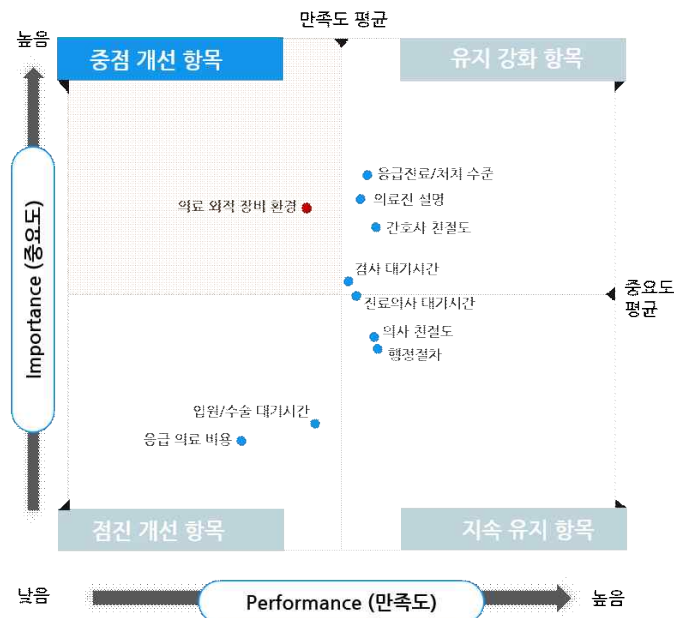 만족도 평균
높음
중점 개선 항목
유지 강화 항목
응급진료/처치 수준
의료진 설명
의료 외적 장비 환경
간호사 친절도
검사 대기시간
중요도
평균
진료의사 대기시간
의사 친절도
행정절차
입원/수술 대기시간
응급 의료 비용
Importance (중요도)
점진 개선 항목
지속 유지 항목
낮음
Performance (만족도)
높음